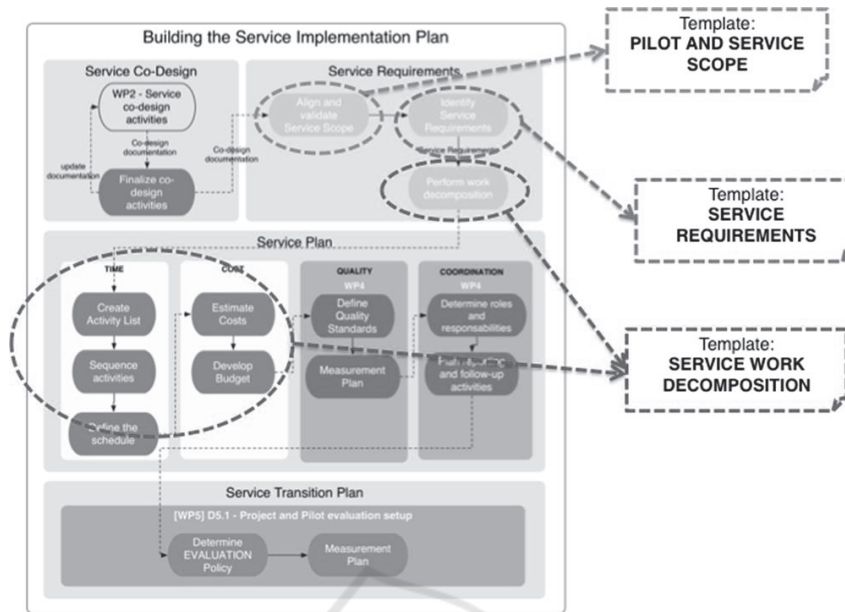 Building the Service Implementation Plan
Service Co-Design
WP2 - Service
co-design
activities
Co-design
documentation
update
documentation
Finalize co-
design
activities
Co-design
documentation
Service Requirements
Align and
validate
Service Scope
Identify
Service
Requirements
Service Requirements
Perform work
decomposition
Service Plan
TIME
Create
Activity List
Sequence
activities
Define the
schedule
COST
Estimate
Costs
Develop
Budget
QUALITY
WP4
Define
Quality
Standards
Measurement
Plan
COORDINATION
WP4
Determine roles
and
responsibilities
Plan reporting
and follow-up
activities
Service Transition Plan
[WP5] D5.1 - Project and Pilot evaluation setup
Determine
EVALUATION
Policy
Measurement
Plan
Template:
PILOT AND SERVICE
SCOPE
Template:
SERVICE
REQUIREMENTS
Template:
SERVICE WORK
DECOMPOSITION